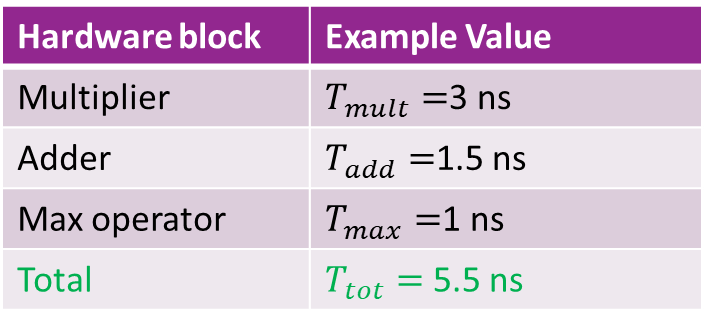 Hardware block Example Value
Multiplier T_mult =3 ns
Adder T_add =1.5 ns
Max operator T_max =1 ns
Total T_tot = 5.5 ns